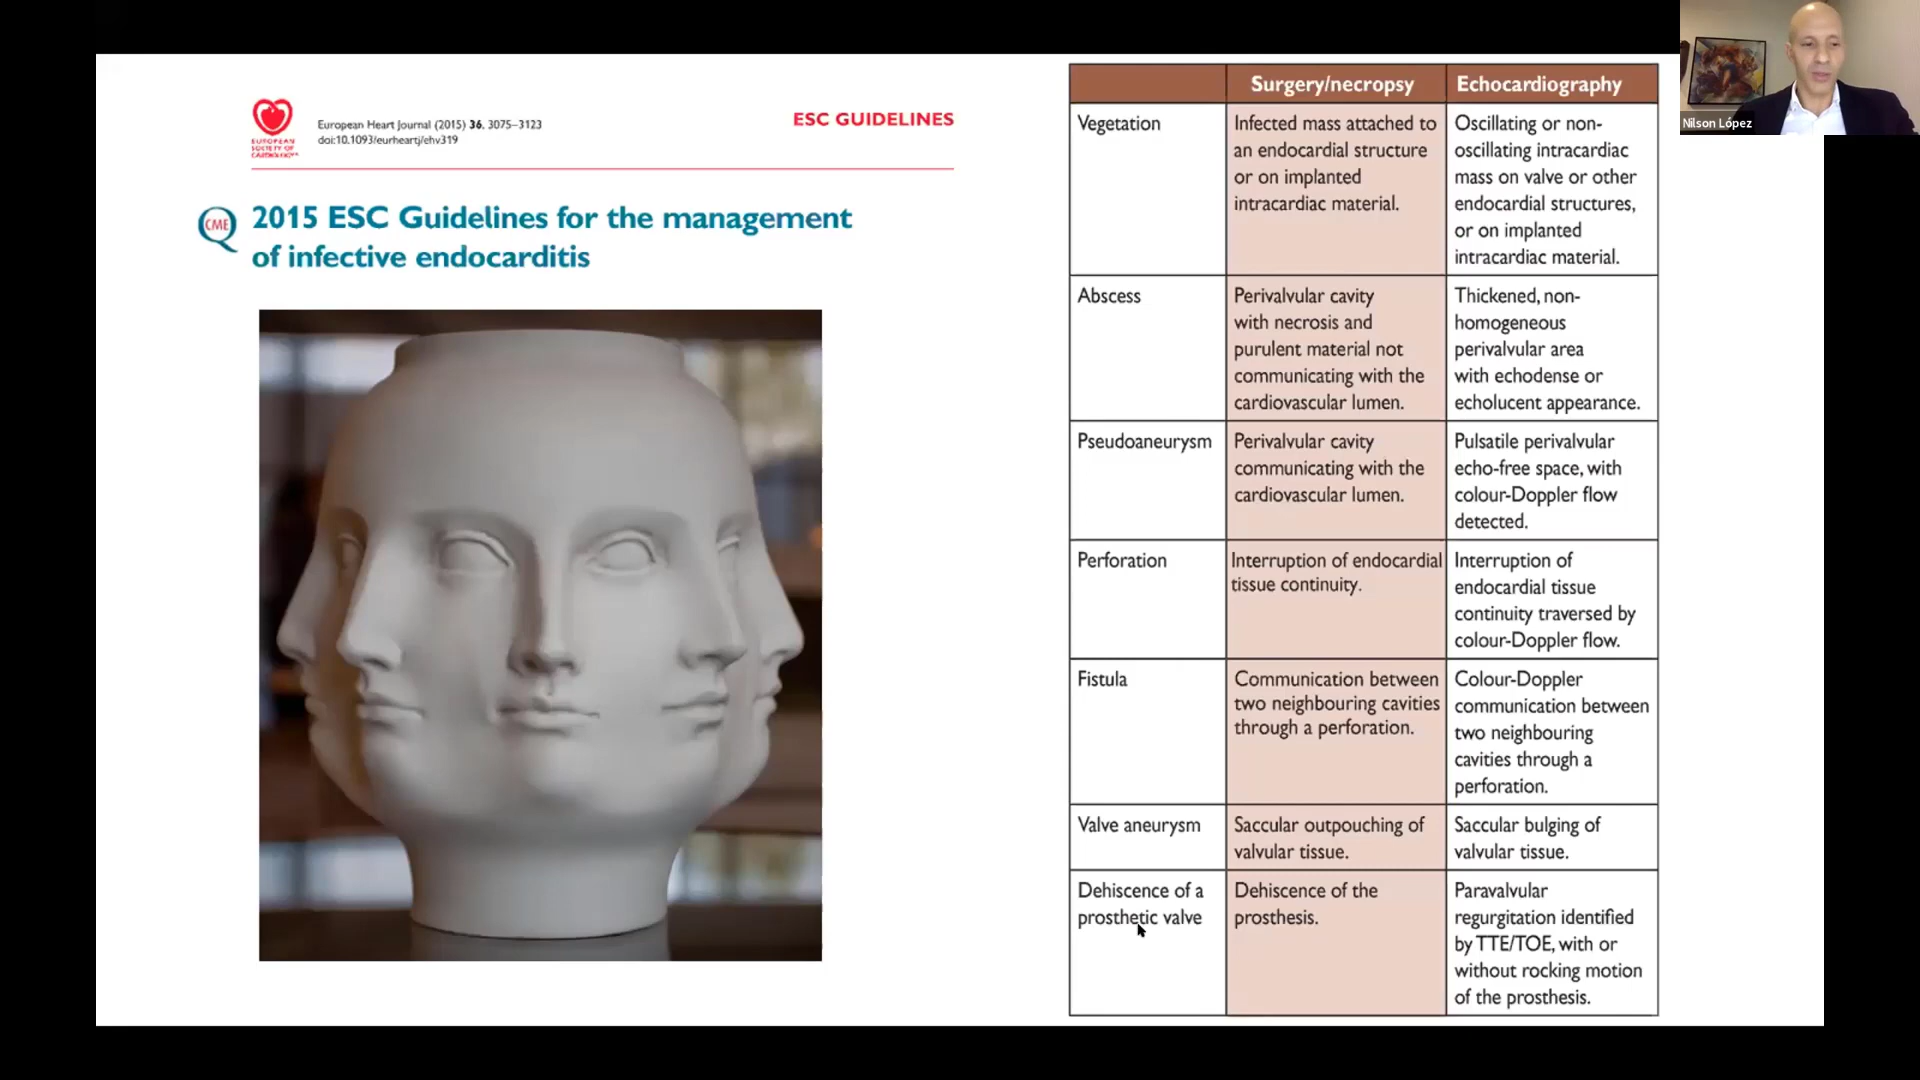 EUROPEAN
SOCIETY OF
CARDIOLOGY®
European Heart Journal (2015) 36, 3075–3123
doi:10.1093/eurheartj/ehv319
ESC GUIDELINES
CME
2015 ESC Guidelines for the management
of infective endocarditis
Surgery/necropsy
Echocardiography
Vegetation
Infected mass attached to
an endocardial structure
or on implanted
intracardiac material.
Oscillating or non-
oscillating intracardiac
mass on valve or other
endocardial structures,
or on implanted
intracardiac material.
Abscess
Perivalvular cavity
with necrosis and
purulent material not
communicating with the
cardiovascular lumen.
Thickened, non-
homogeneous
perivalvular area
with echodense or
echolucent appearance.
Pseudoaneurysm
Perivalvular cavity
communicating with the
cardiovascular lumen.
Pulsatile perivalvular
echo-free space, with
colour-Doppler flow
detected.
Perforation
Interruption of endocardial
tissue continuity.
Interruption of
endocardial tissue
continuity traversed by
colour-Doppler flow.
Fistula
Communication between
two neighbouring cavities
through a perforation.
Colour-Doppler
communication between
two neighbouring
cavities through a
perforation.
Valve aneurysm
Saccular outpouching of
valvular tissue.
Saccular bulging of
valvular tissue.
Dehiscence of a
prosthetic valve
Dehiscence of the
prosthesis.
Paravalvular
regurgitation identified
by TTE/TOE, with or
without rocking motion
of the prosthesis.
Nilson López